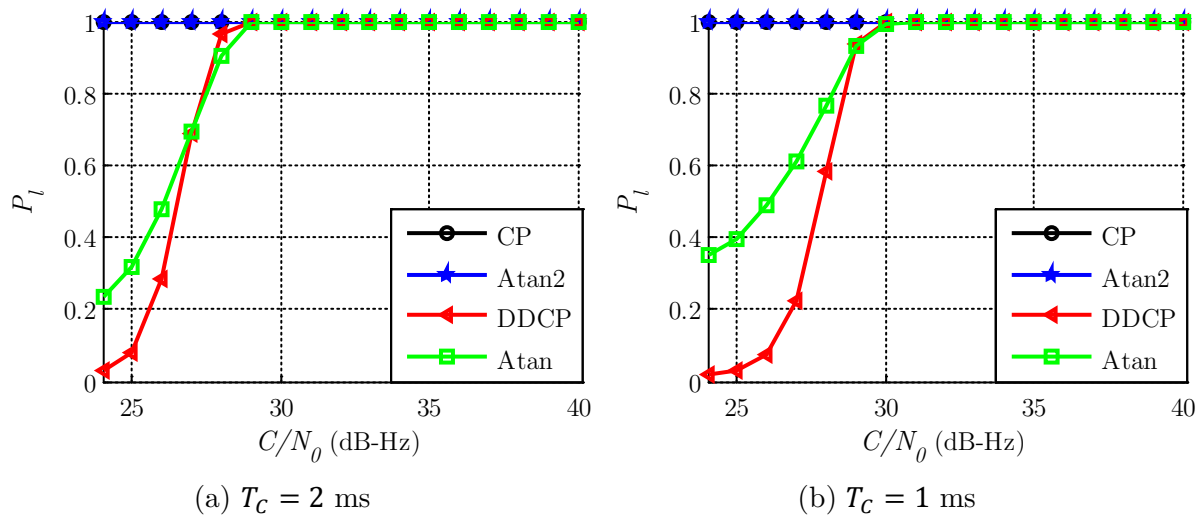 1
0.8
0.6
0.4
0.2
0
P_l
25
30
35
40
C/N_0 (dB-Hz)
CP
Atan2
DDCP
Atan
(a) T_C = 2 ms
1
0.8
0.6
0.4
0.2
0
P_l
25
30
35
40
C/N_0 (dB-Hz)
CP
Atan2
DDCP
Atan
(b) T_C = 1 ms